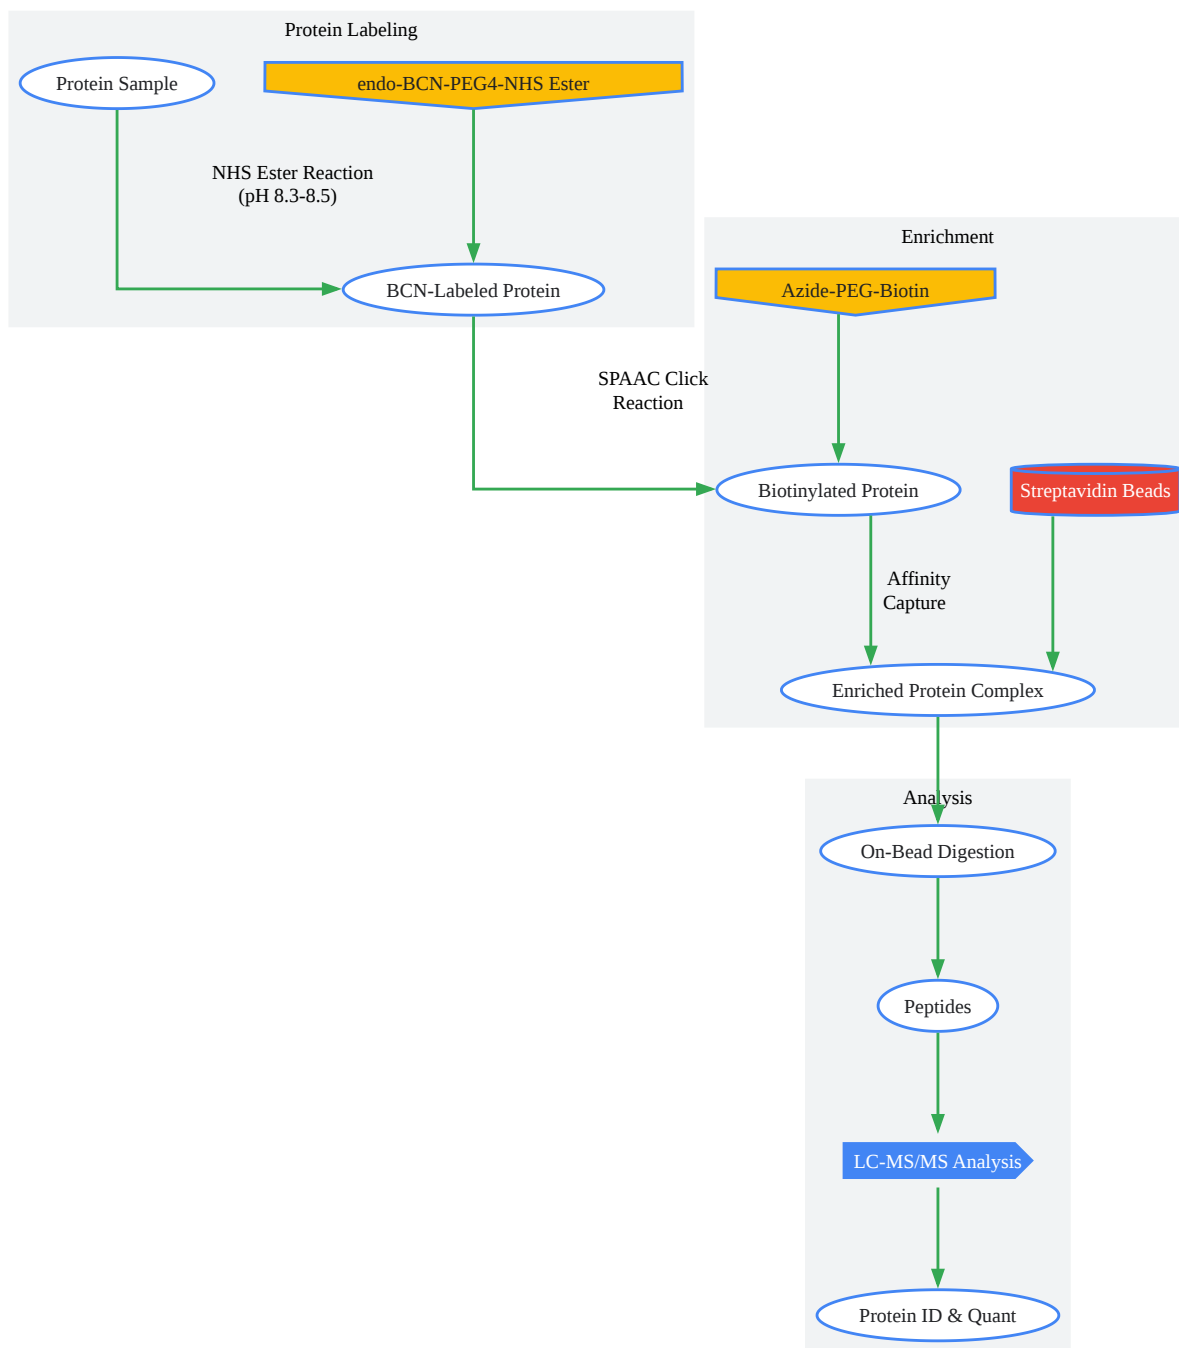 Protein Labeling
Protein Sample
endo-BCN-PEG4-NHS Ester
NHS Ester Reaction
(pH 8.3-8.5)
BCN-Labeled Protein
Enrichment
Azide-PEG-Biotin
SPAAC Click
Reaction
Biotinylated Protein
Streptavidin Beads
Affinity
Capture
Enriched Protein Complex
Analysis
On-Bead Digestion
Peptides
LC-MS/MS Analysis
Protein ID & Quant